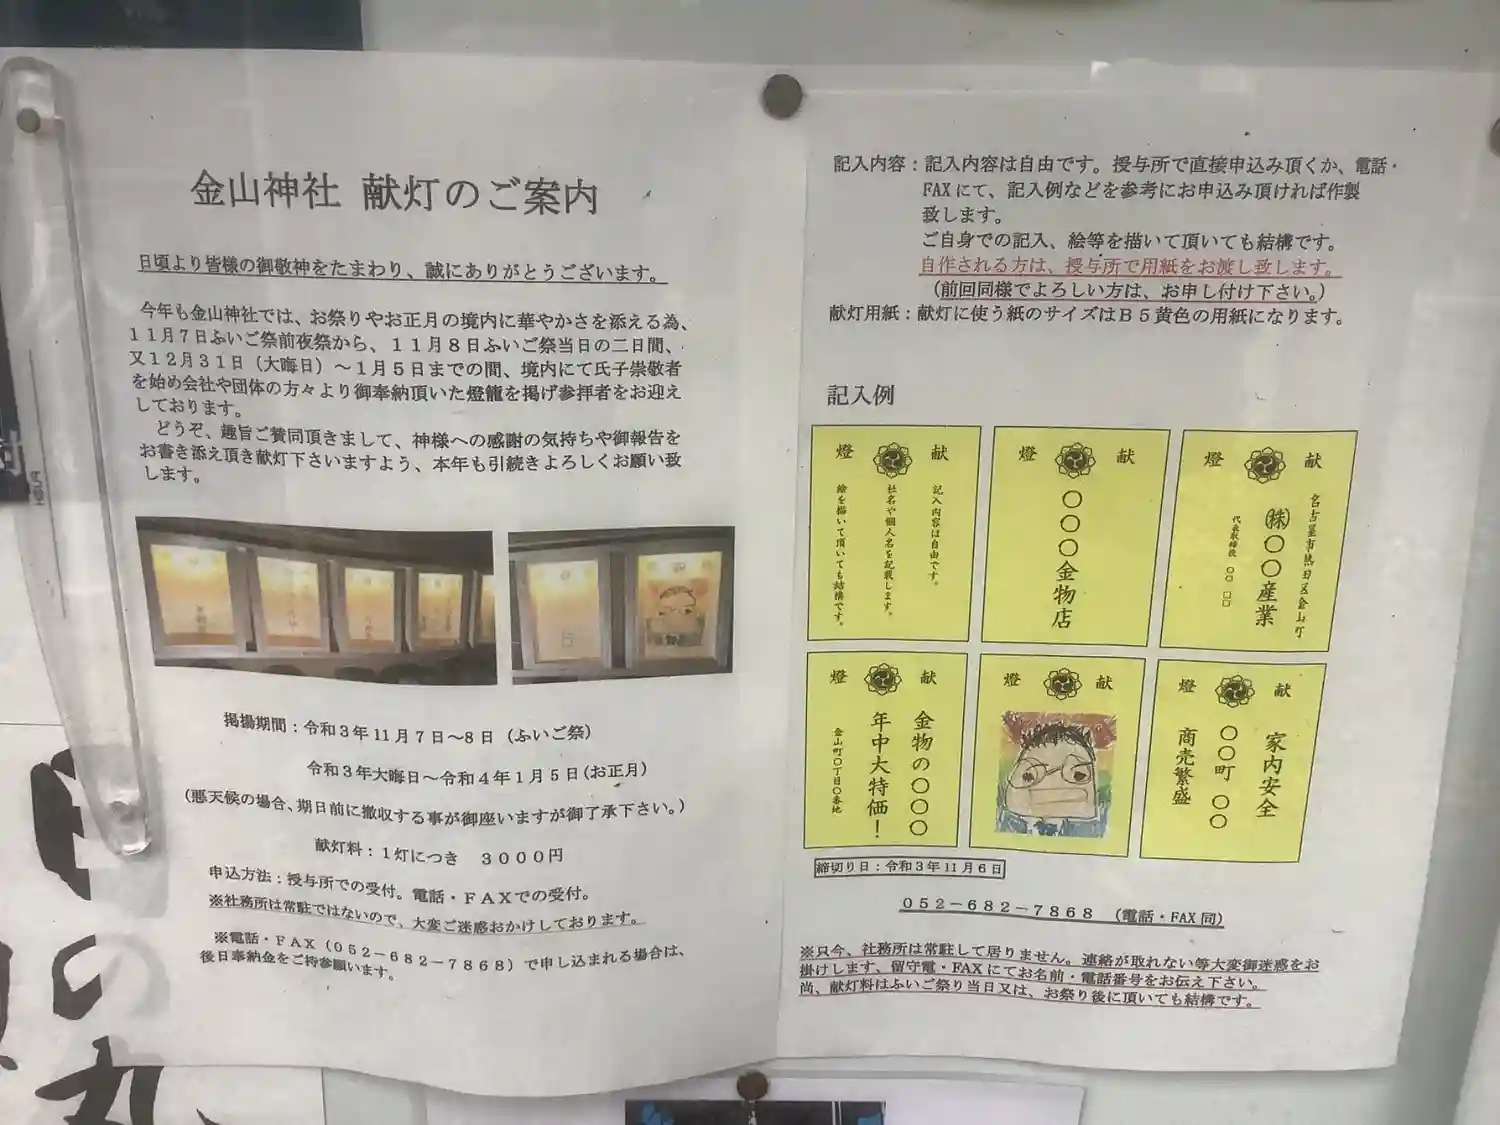 金山神社 献灯のご案内
日頃より皆様の御敬神をたまわり、誠にありがとうございます。
今年も金山神社では、お祭りやお正月の境内に華やかさを添える為、
11月7日ふいご祭前夜祭から、11月8日ふいご祭当日の二日間、
又12月31日（大晦日）～1月5日までの間、境内にて氏子崇敬者
を始め会社や団体の方々より御奉納頂いた燈籠を掲げ参拝者をお迎え
しております。
どうぞ、趣旨ご賛同頂きまして、神様への感謝の気持ちや御報告を
お書き添え頂き献灯下さいますよう、本年も引続きよろしくお願い致
します。
掲揚期間：令和3年11月7日～8日（ふいご祭）
令和3年大晦日～令和4年1月5日(お正月)
（悪天候の場合、期日前に撤収する事が御座いますが御了承下さい。）
献灯料：1灯につき 3000円
申込方法：授与所での受付。電話・FAXでの受付。
※社務所は常駐ではないので、大変ご迷惑おかけしております。
※電話・FAX（052-682-7868）で申し込まれる場合は、
後日奉納金をご持参願います。
記入内容：記入内容は自由です。授与所で直接申込み頂くか、電話・
FAXにて、記入例などを参考にお申込み頂ければ作製
致します。
ご自身での記入、絵等を描いて頂いても結構です。
自作される方は、授与所で用紙をお渡し致します。
（前回同様でよろしい方は、お申し付け下さい。）
献灯用紙：献灯に使う紙のサイズはB5黄色の用紙になります。
記入例
献燈
記入内容は自由です。
社名や個人名を記載します。
絵を描いて頂いても結構です。
献燈
〇〇〇金物店
献燈
名古屋市熱田区金山町
㈱〇〇産業
代表取締役 〇〇 □□
献燈
金物の〇〇〇
年中大特価！
金山町〇丁目〇番地
献燈
献燈
家内安全
〇〇町 〇〇
商売繁盛
締切り日：令和3年11月6日
052-682-7868 （電話・FAX同）
※只今、社務所は常駐して居りません。連絡が取れない等大変御迷惑をお
掛けします、留守電・FAXにてお名前・電話番号をお伝え下さい。
尚、献灯料はふいご祭り当日又は、お祭り後に頂いても結構です。
の